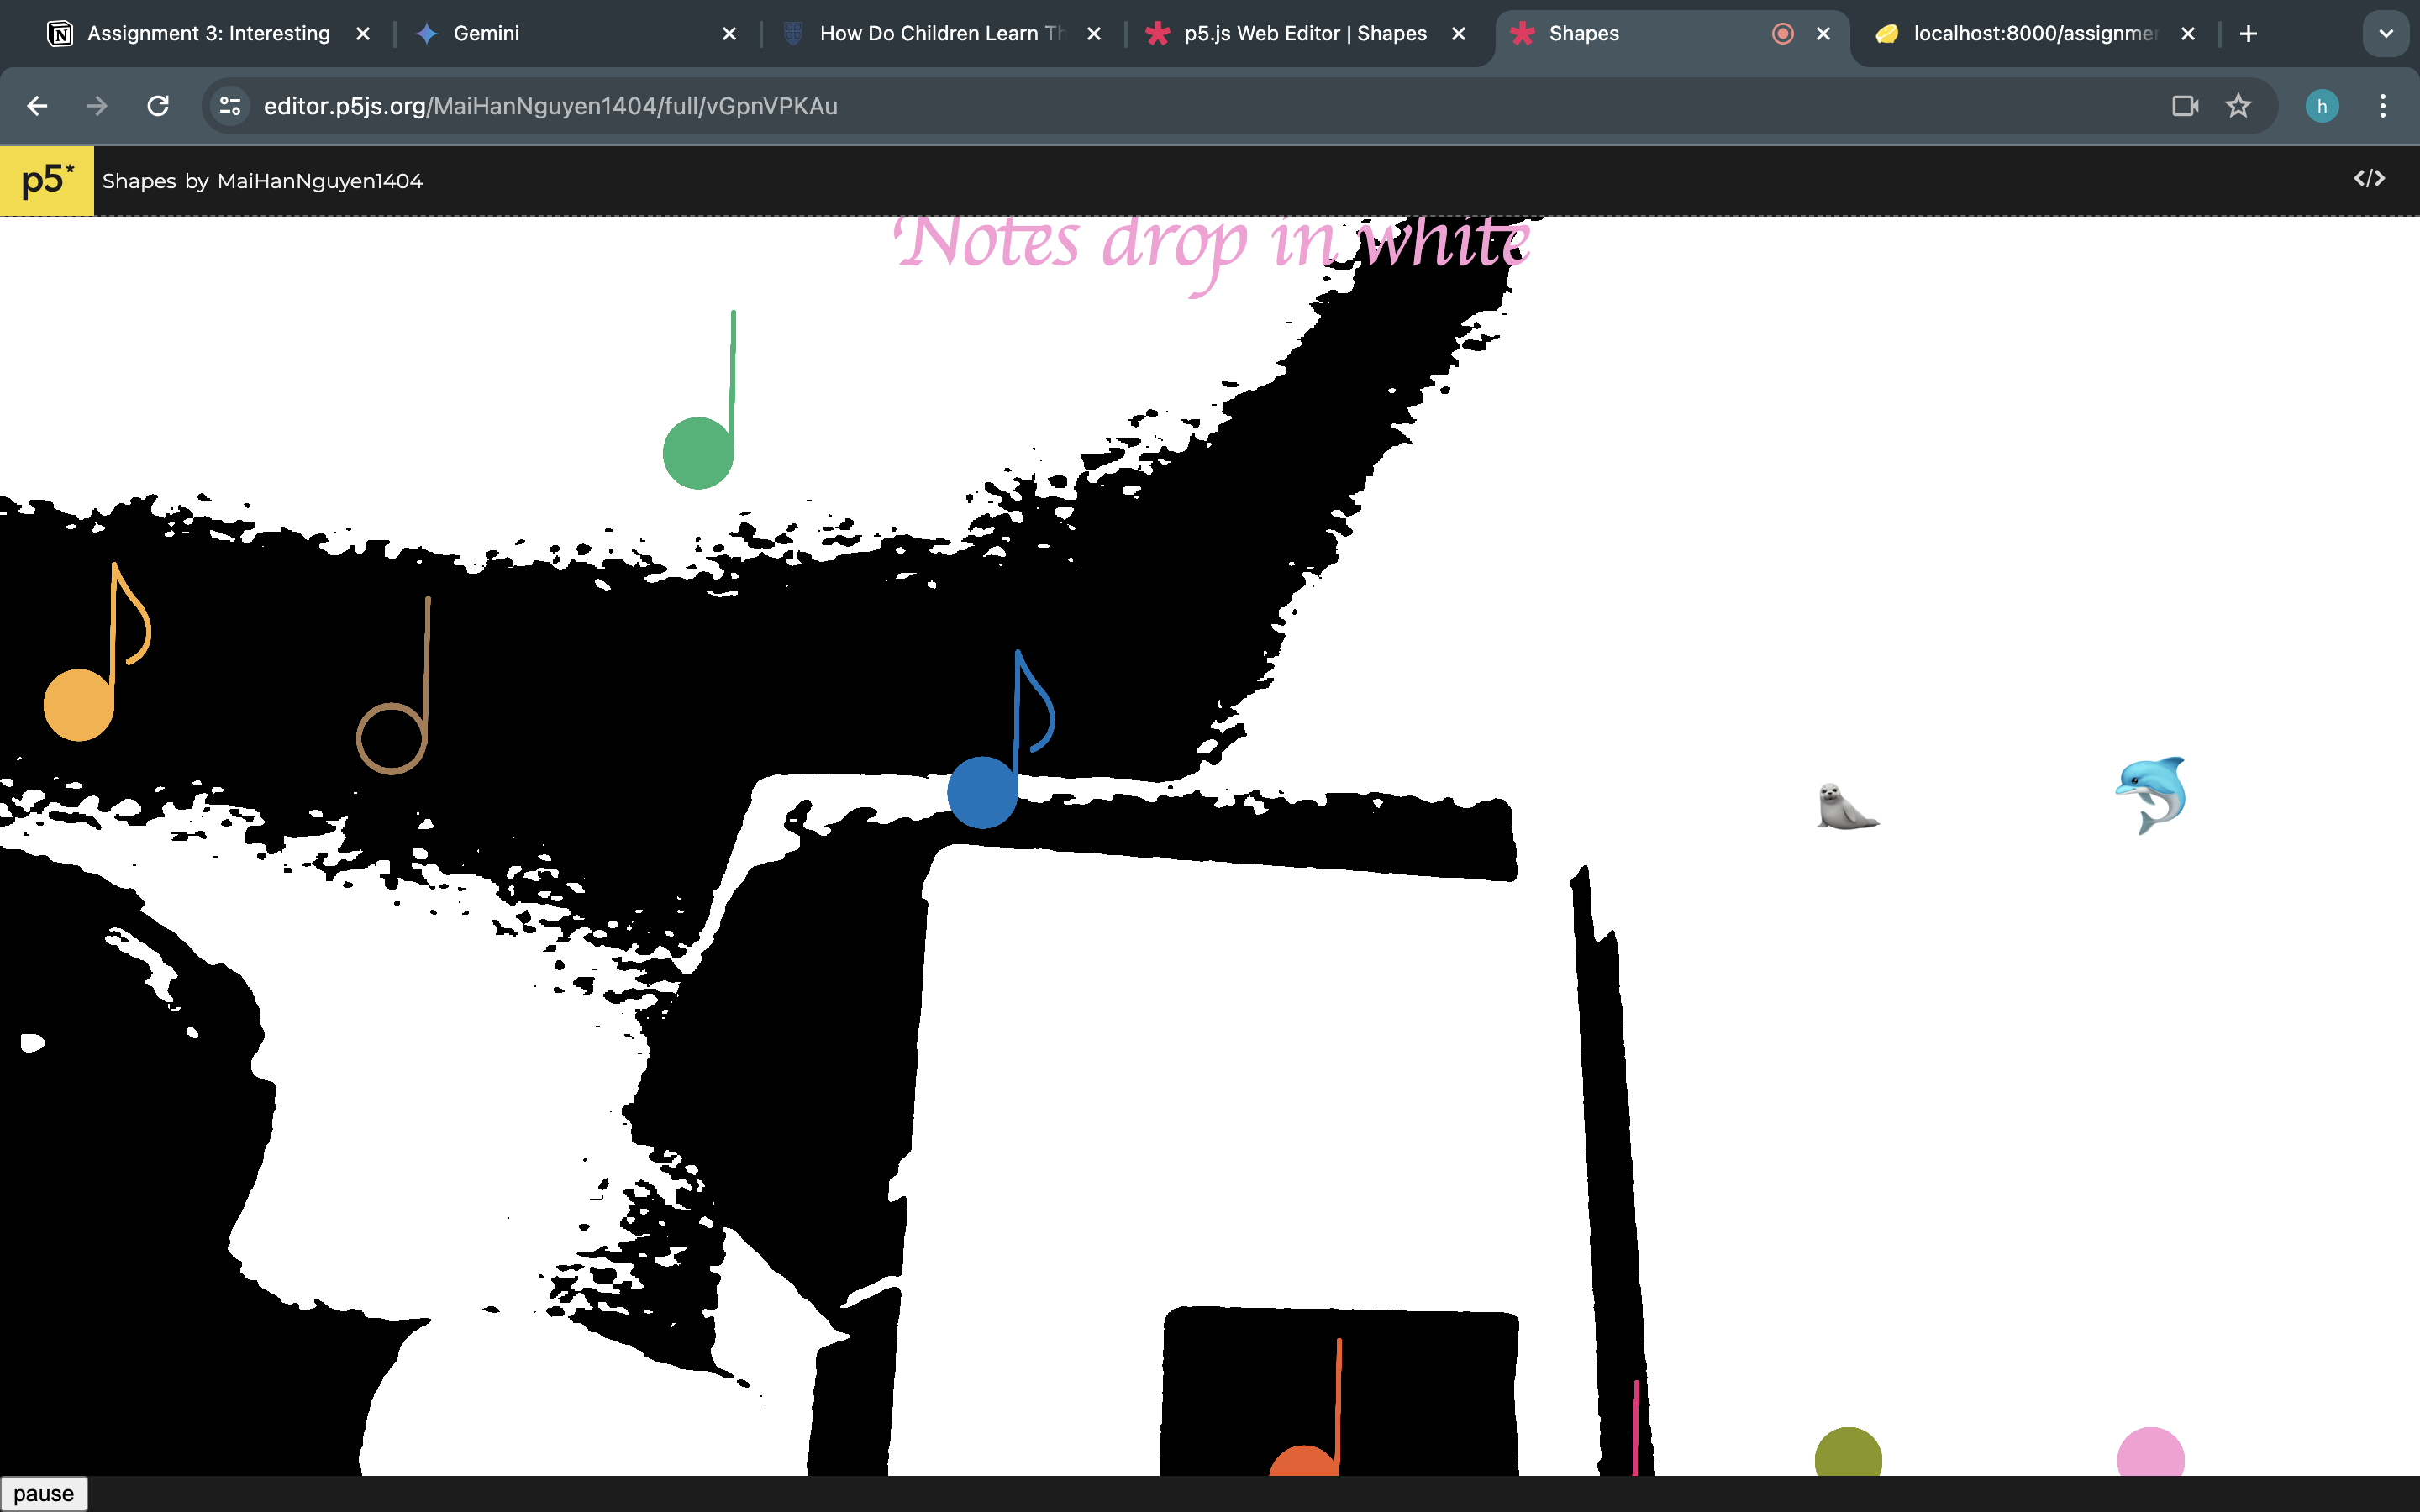 Assignment 3: Interesting
Gemini
How Do Children Learn Th
p5.js Web Editor | Shapes
Shapes
localhost:8000/assignmen
editor.p5js.org/MaiHanNguyen1404/full/vGpnVPKAu
h
p5*
Shapes by MaiHanNguyen1404
</>
'Notes drop in white
pause